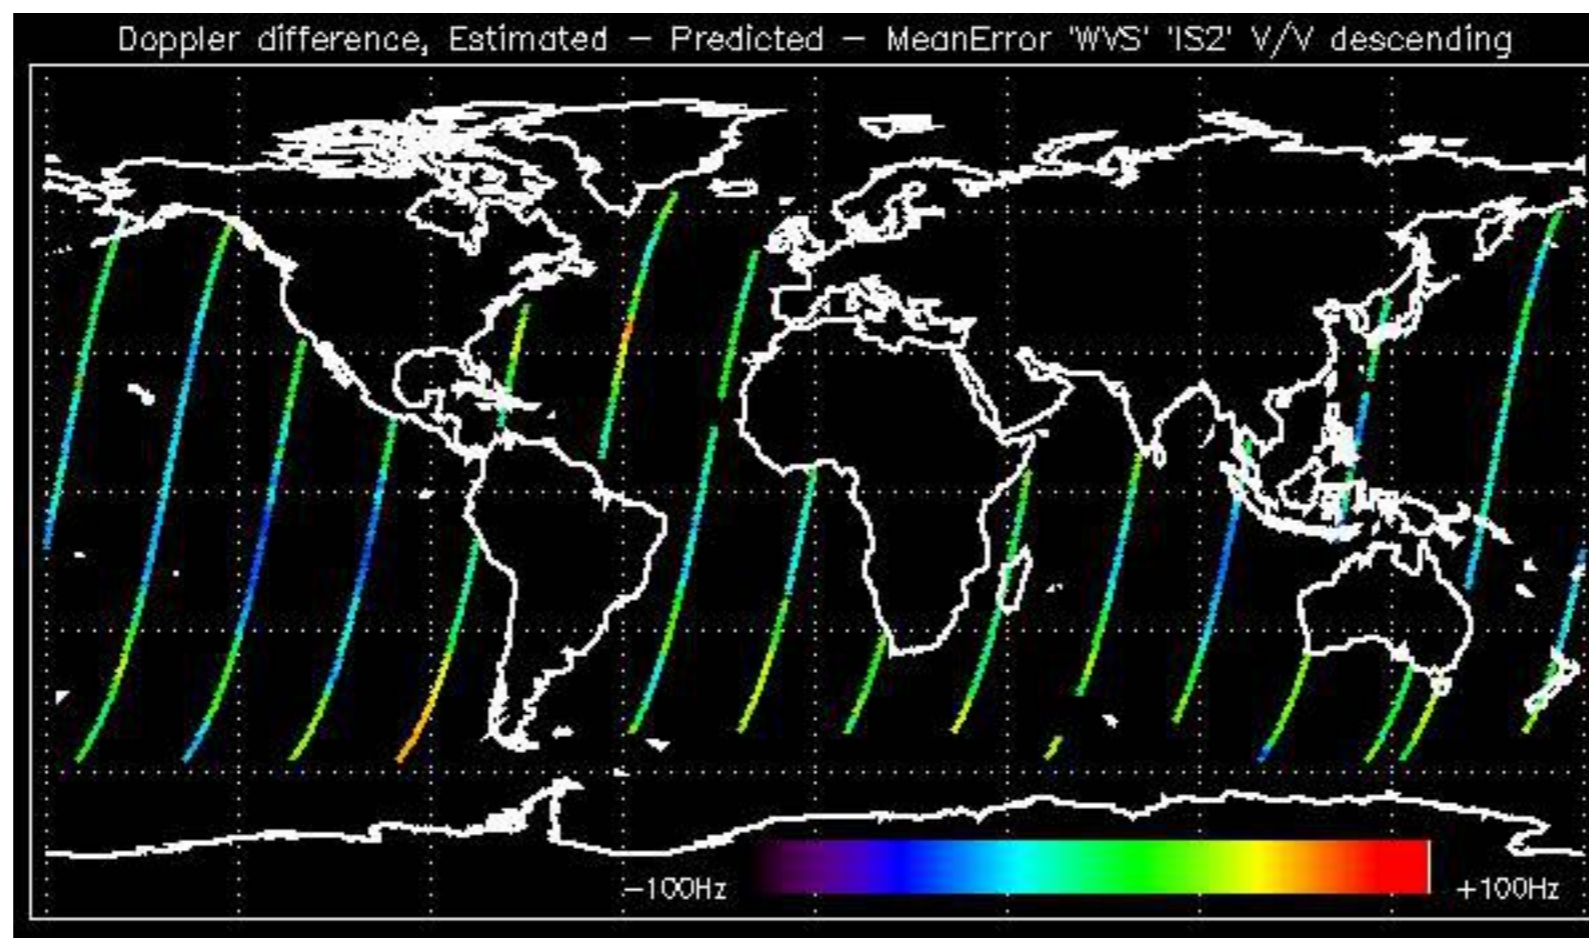 Doppler difference, Estimated – Predicted – MeanError 'WVS' 'IS2' V/V descending
–100Hz
+100Hz